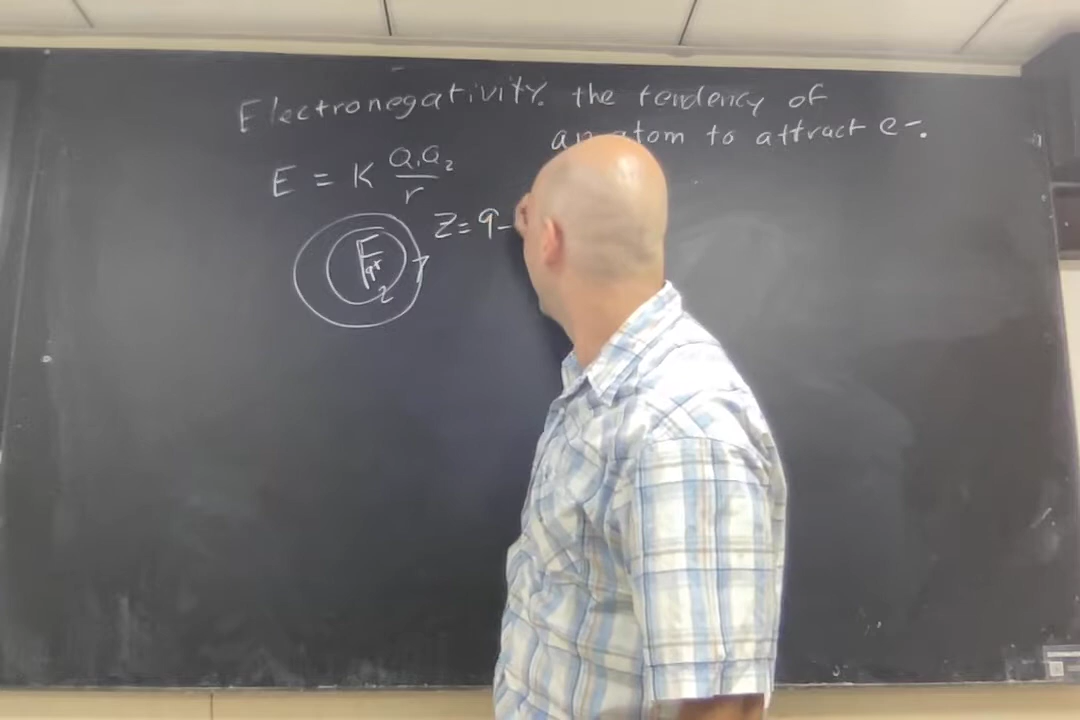 Electronegativity. the tendency of
an atom to attract e-.
E = K Q1Q2/r
Z = 9-
F
9+
2
7